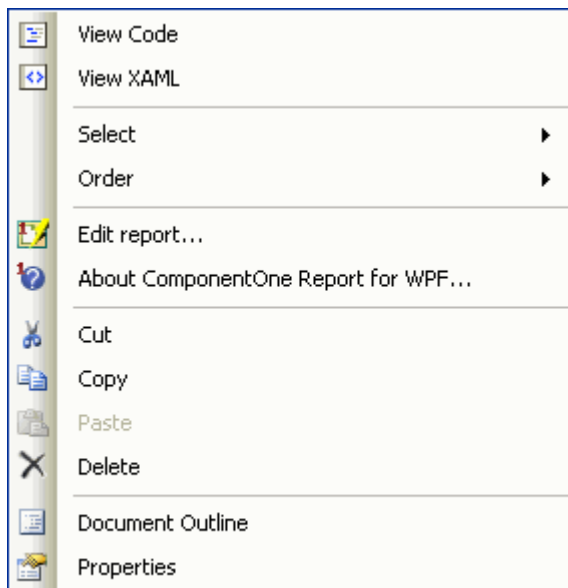 View Code
View XAML
Select
Order
Edit report...
About ComponentOne Report for WPF...
Cut
Copy
Paste
Delete
Document Outline
Properties